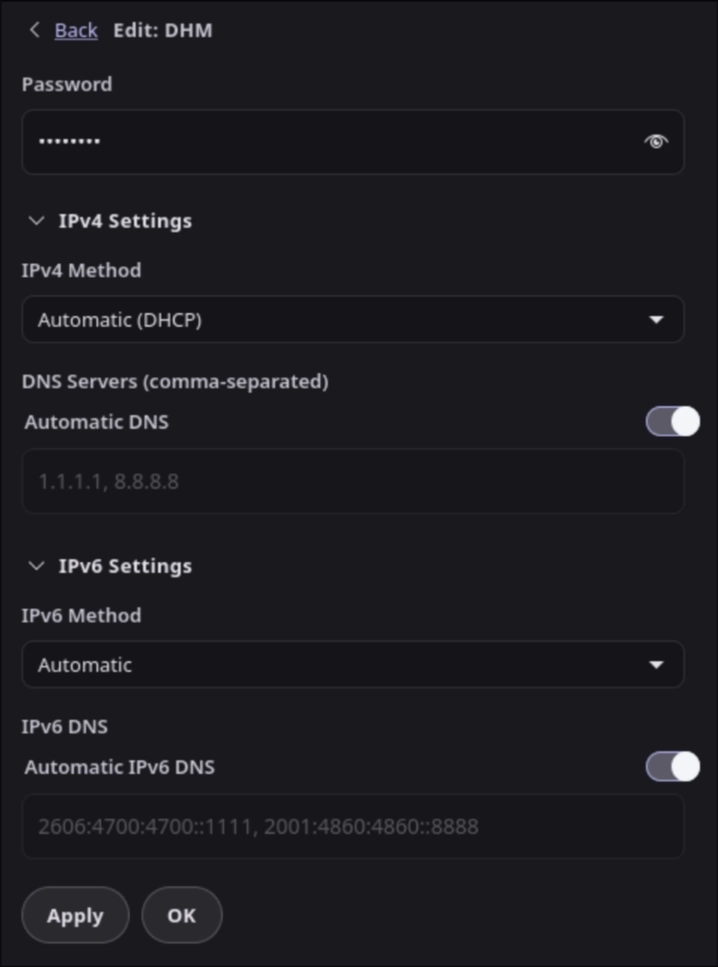 Back Edit: DHM
Password
••••••••
IPv4 Settings
IPv4 Method
Automatic (DHCP)
DNS Servers (comma-separated)
Automatic DNS
1.1.1.1, 8.8.8.8
IPv6 Settings
IPv6 Method
Automatic
IPv6 DNS
Automatic IPv6 DNS
2606:4700:4700::1111, 2001:4860:4860::8888
Apply OK